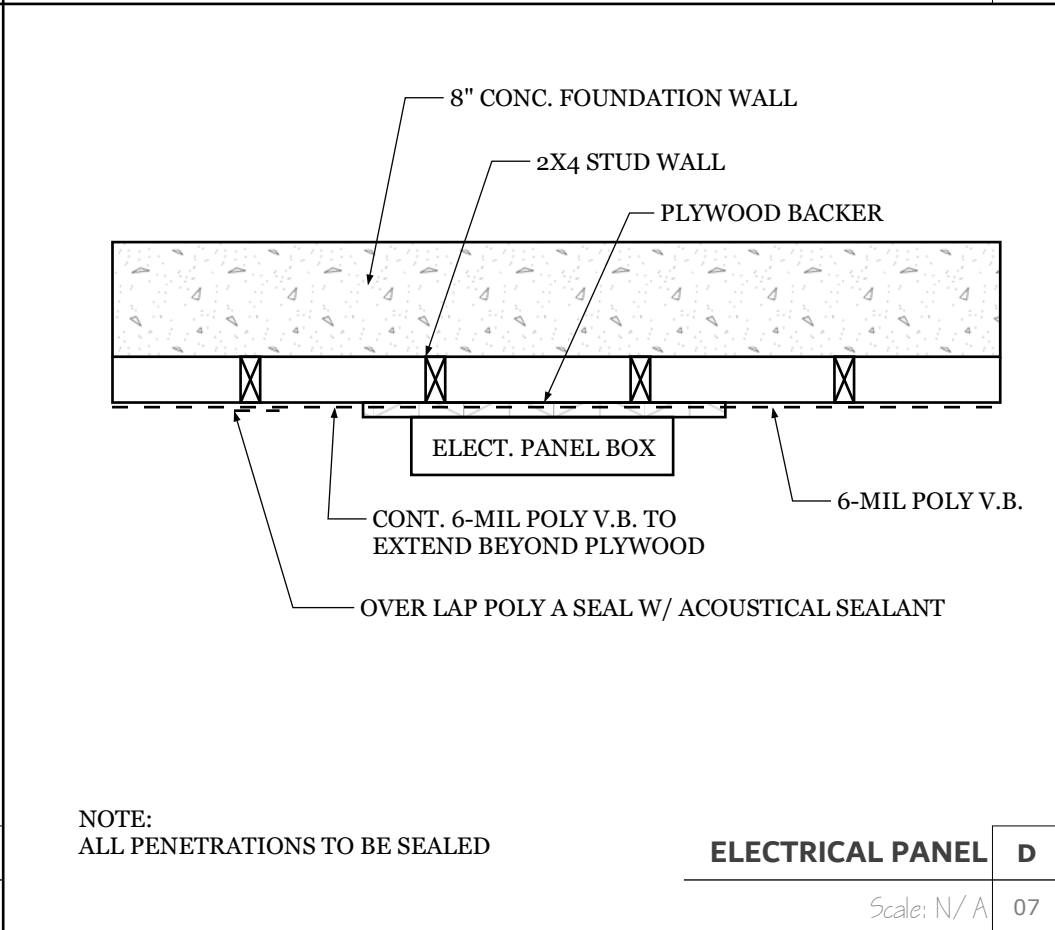 8" CONC. FOUNDATION WALL
2X4 STUD WALL
PLYWOOD BACKER
ELECT. PANEL BOX
6-MIL POLY V.B.
CONT. 6-MIL POLY V.B. TO
EXTEND BEYOND PLYWOOD
OVER LAP POLY A SEAL W/ ACOUSTICAL SEALANT
NOTE:
ALL PENETRATIONS TO BE SEALED
ELECTRICAL PANEL D
Scale: N/A 07